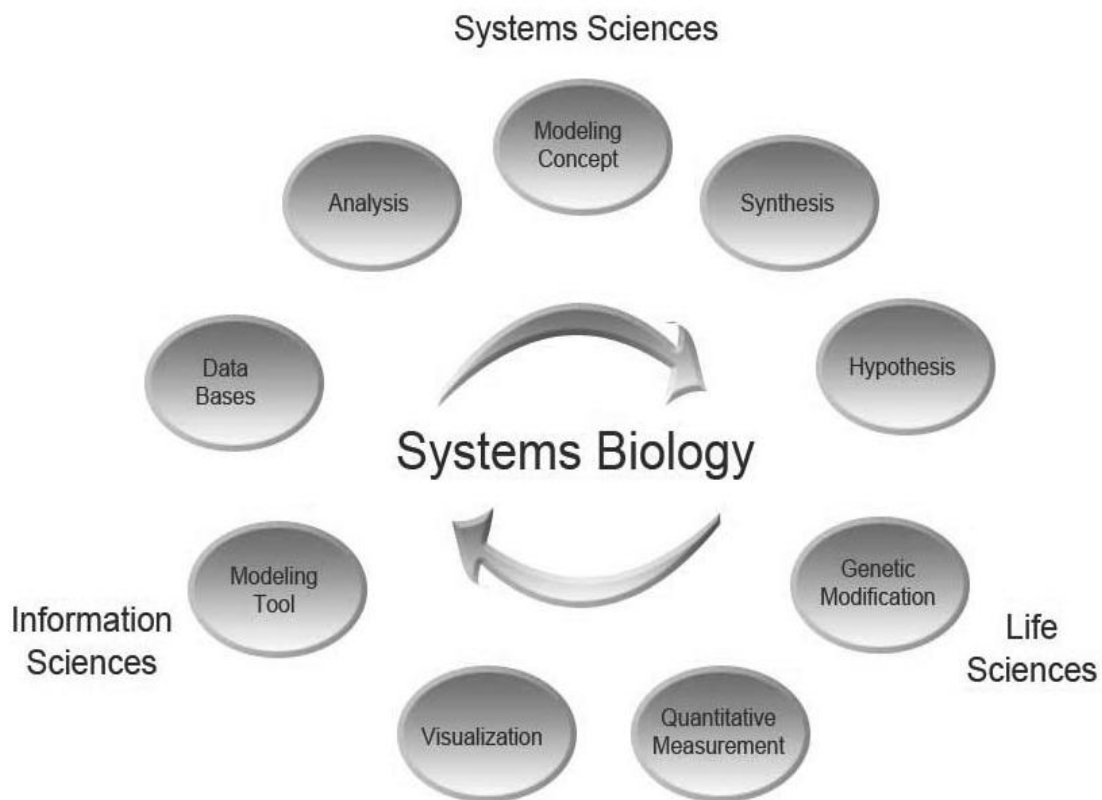 Systems Sciences
Modeling
Concept
Analysis
Synthesis
Data
Bases
Hypothesis
Systems Biology
Modeling
Tool
Genetic
Modification
Information
Sciences
Life
Sciences
Visualization
Quantitative
Measurement